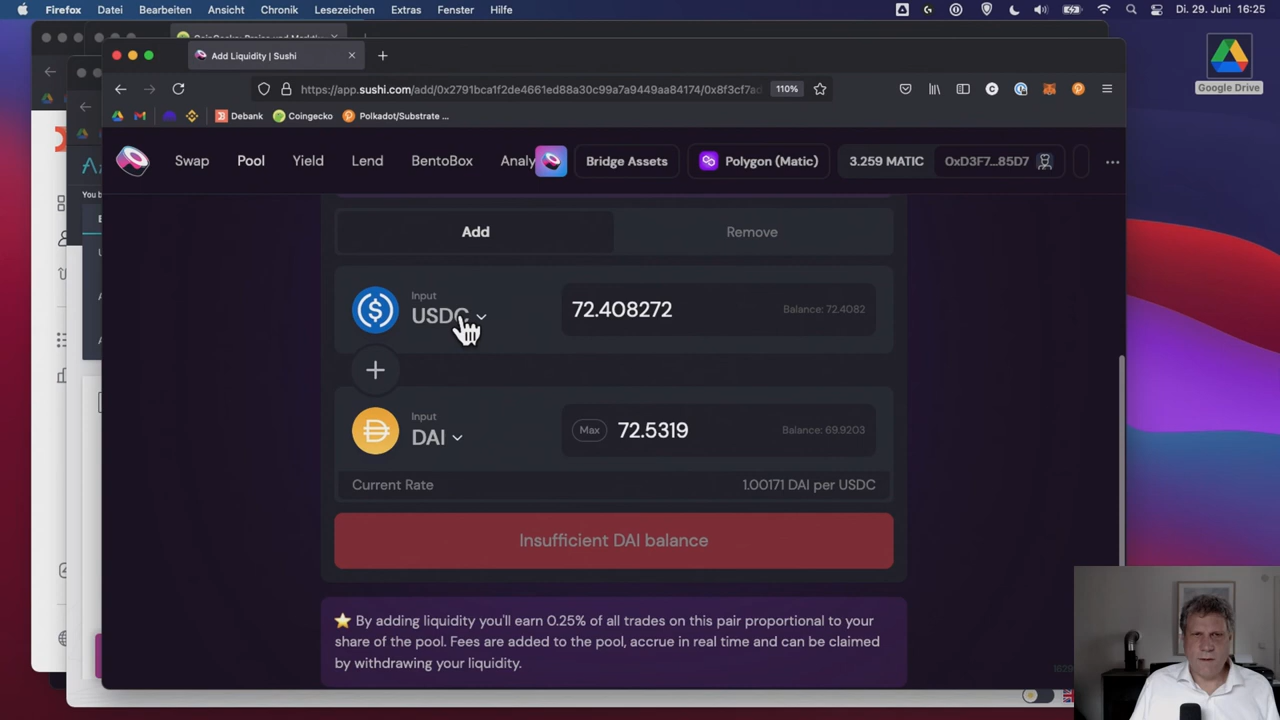 Firefox Datei Bearbeiten Ansicht Chronik Lesezeichen Extras Fenster Hilfe Di. 29. Juni 16:25
Add Liquidity | Sushi
https://app.sushi.com/add/0x2791bca1f2de4661ed88a30c99a7a9449aa84174/0x8f3cf7ad 110%
Debank Coingecko Polkadot/Substrate ...
Google Drive
Swap Pool Yield Lend BentoBox Analy Bridge Assets Polygon (Matic) 3.259 MATIC 0xD3F7...85D7
You b
Add Remove
Input
USDC 72.408272 Balance: 72.4082
Input
DAI Max 72.5319 Balance: 69.9203
Current Rate 1.00171 DAI per USDC
Insufficient DAI balance
By adding liquidity you'll earn 0.25% of all trades on this pair proportional to your
share of the pool. Fees are added to the pool, accrue in real time and can be claimed
by withdrawing your liquidity.